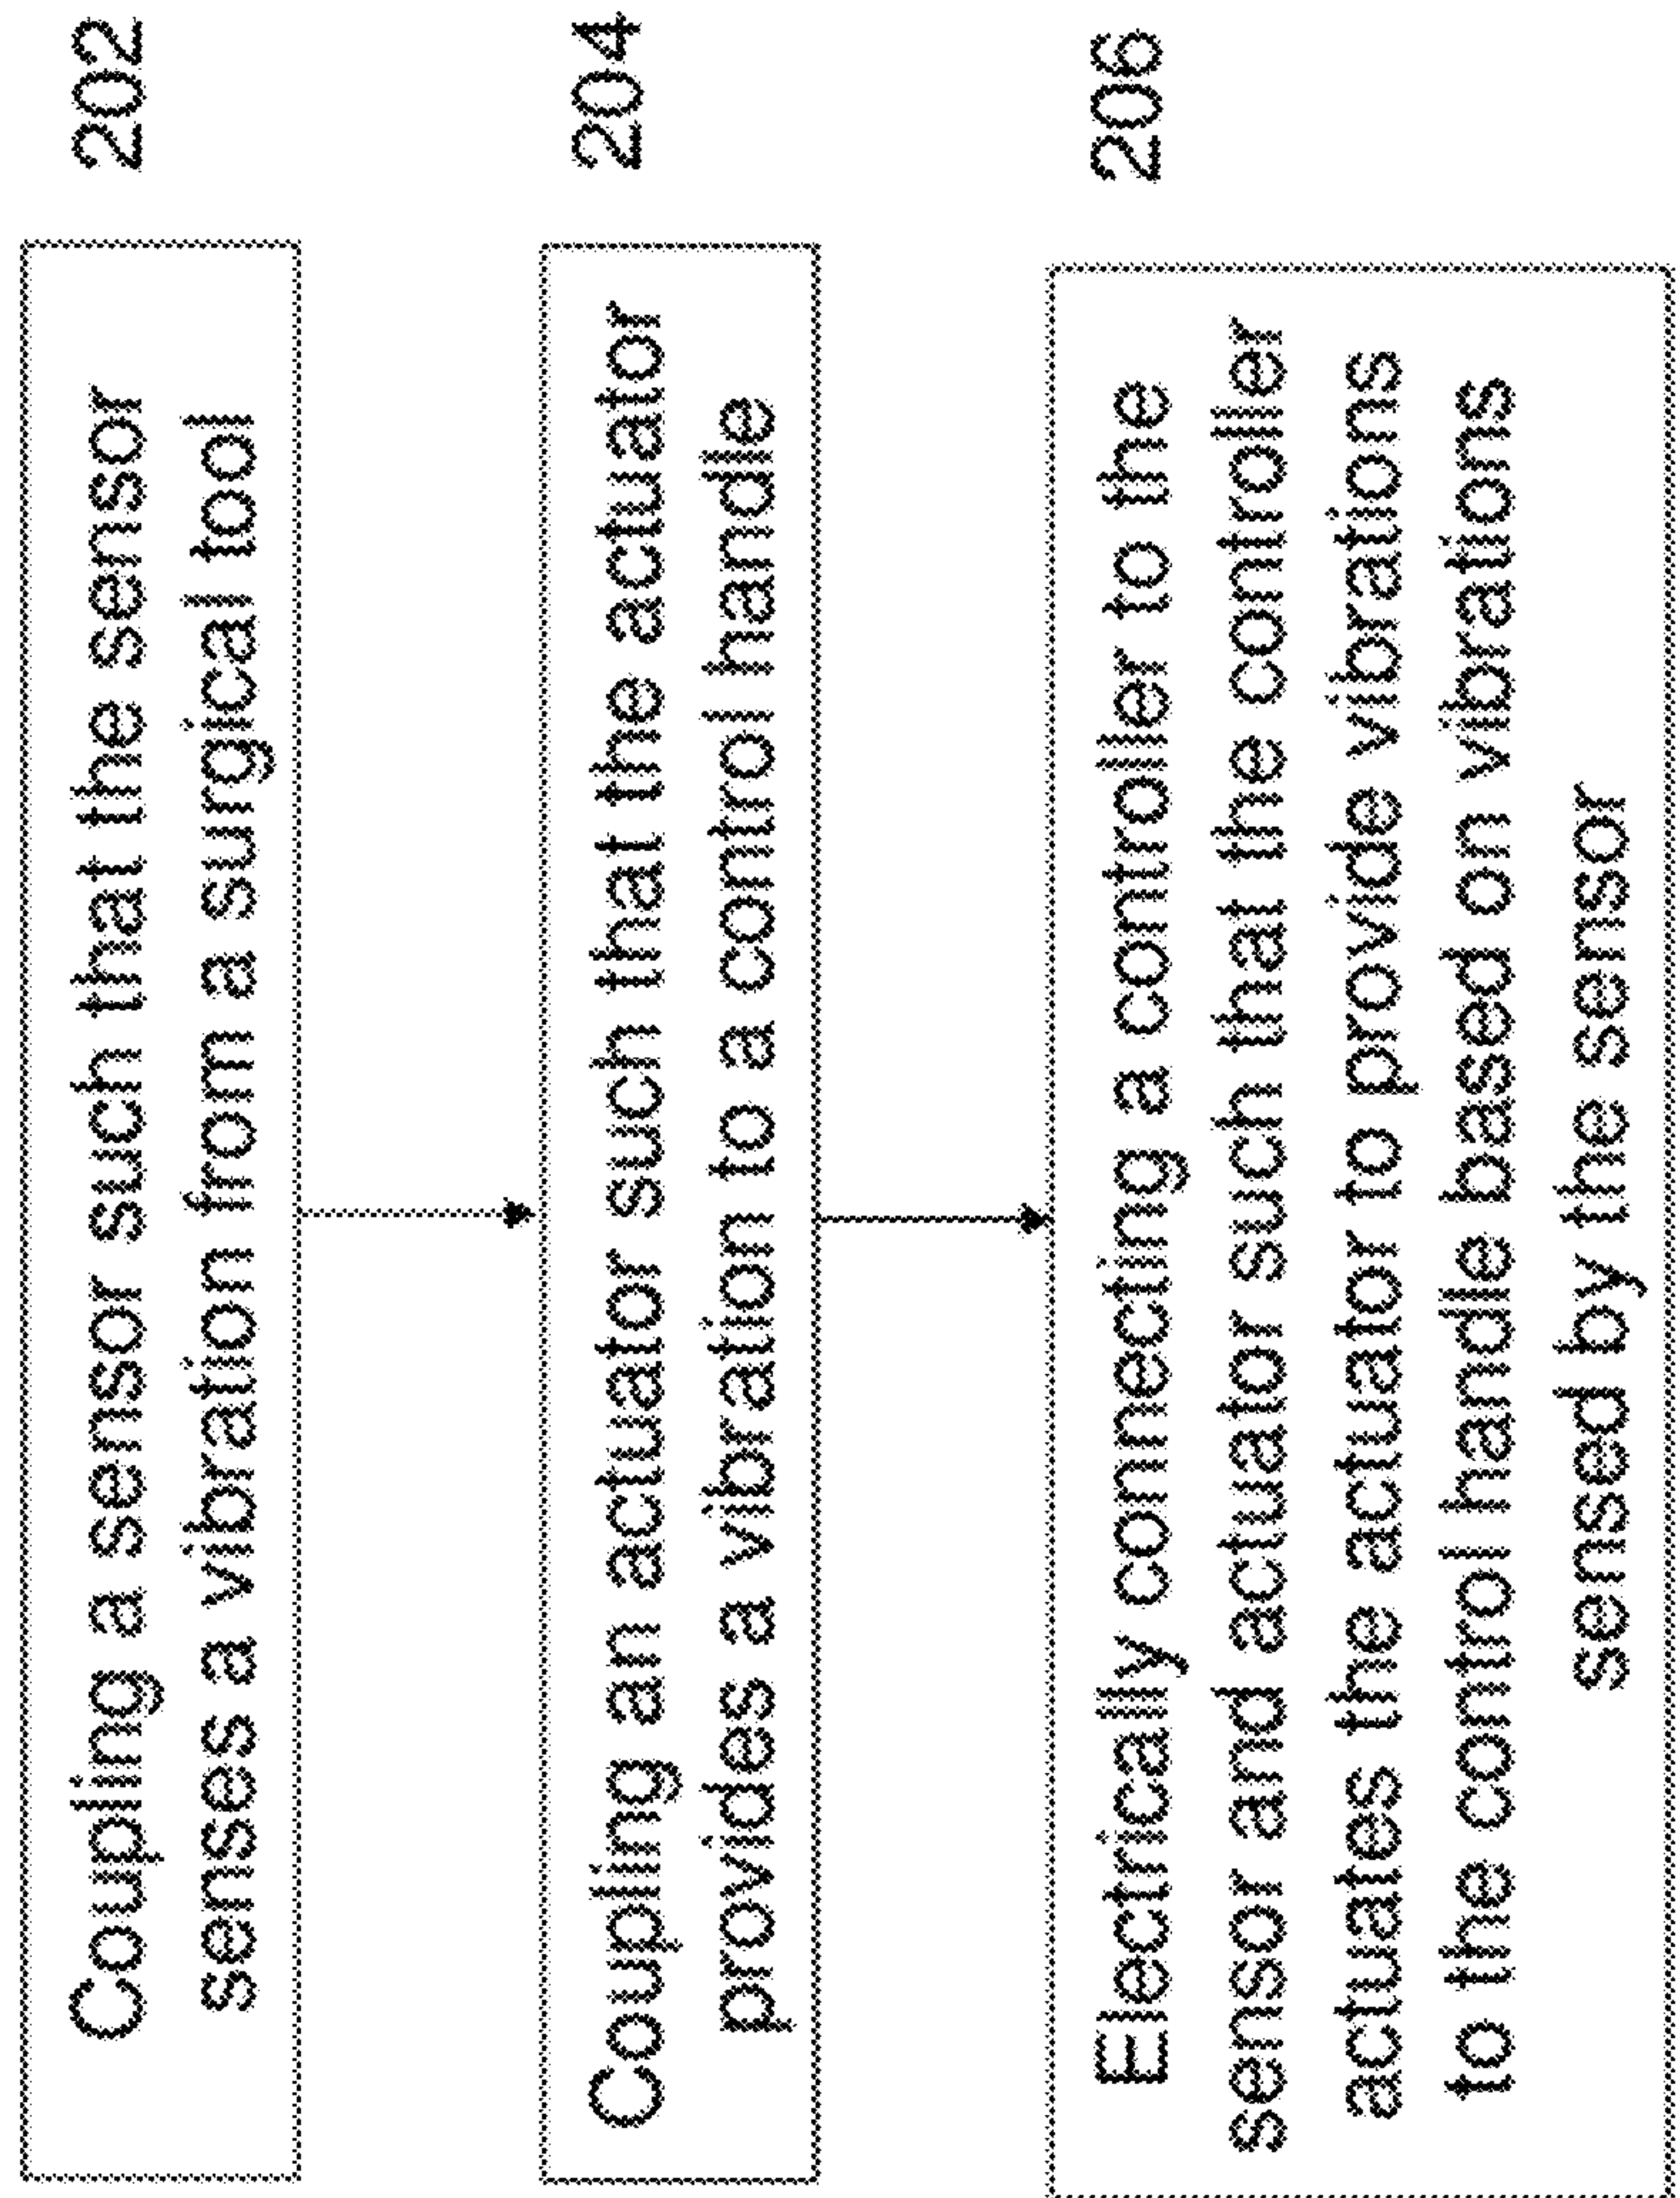 Coupling a sensor such that the sensor
senses a vibration from a surgical tool
202
Coupling an actuator such that the actuator
provides a vibration to a control handle
204
Electrically connecting a controller to the
sensor and actuator such that the controller
actuates the actuator to provide vibrations
to the control handle based on vibrations
sensed by the sensor
206